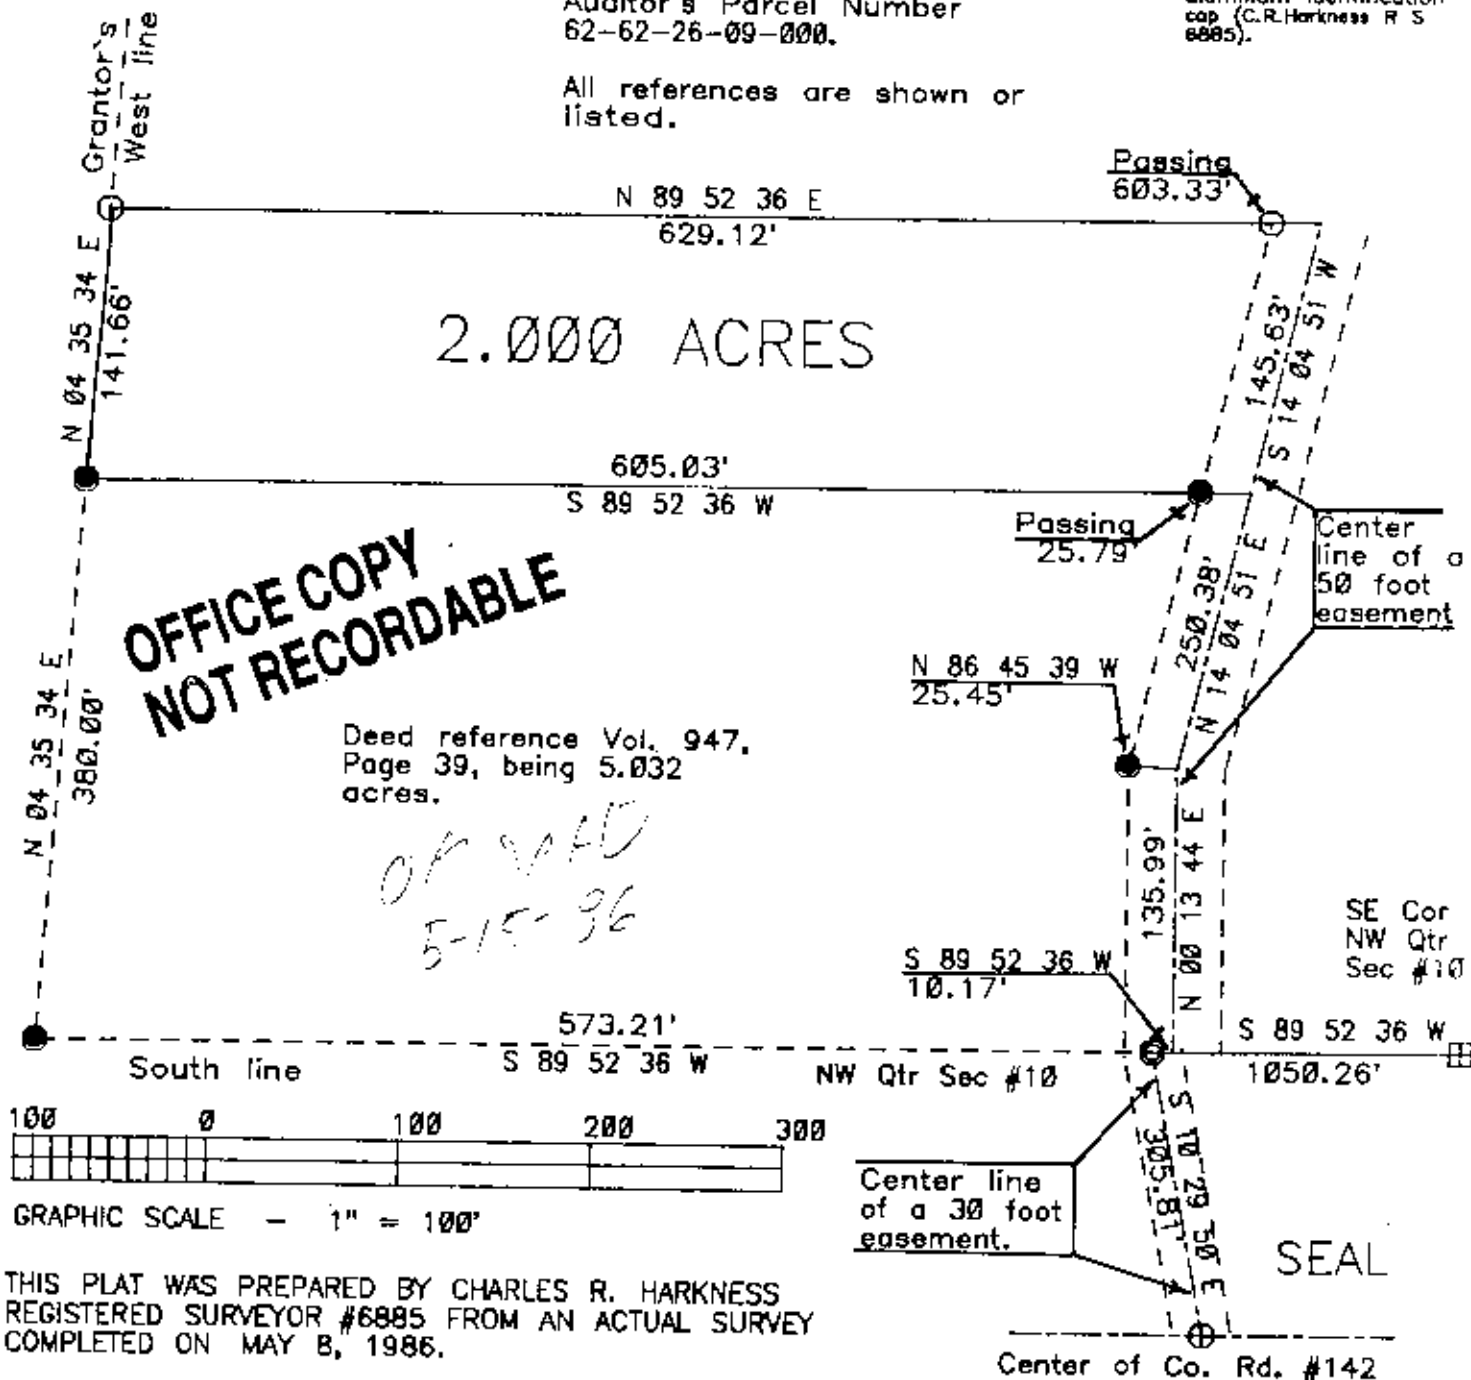 Auditor's Parcel Number
62-62-26-09-000.
cap (C.R.Harkness R S
6885).
All references are shown or
listed.
Grantor's
West line
Passing
603.33'
N 89 52 36 E
629.12'
N 04 35 34 E
141.66'
2.000 ACRES
145.63'
S 14 04 51 W
605.03'
S 89 52 36 W
Passing
25.79'
Center
line of a
50 foot
easement
OFFICE COPY
NOT RECORDABLE
250.38'
N 14 04 51 E
N 86 45 39 W
25.45'
N 04 35 34 E
380.00'
Deed reference Vol. 947,
Page 39, being 5.032
acres.
OK
5-15-96
135.99'
N 00 13 44 E
SE Cor
NW Qtr
Sec #10
S 89 52 36 W
10.17'
573.21'
S 89 52 36 W
South line
NW Qtr Sec #10
S 89 52 36 W
1050.26'
100 0 100 200 300
GRAPHIC SCALE - 1" = 100'
S 10 29 50 E
305.81'
Center line
of a 30 foot
easement.
SEAL
THIS PLAT WAS PREPARED BY CHARLES R. HARKNESS
REGISTERED SURVEYOR #6885 FROM AN ACTUAL SURVEY
COMPLETED ON MAY 8, 1986.
Center of Co. Rd. #142